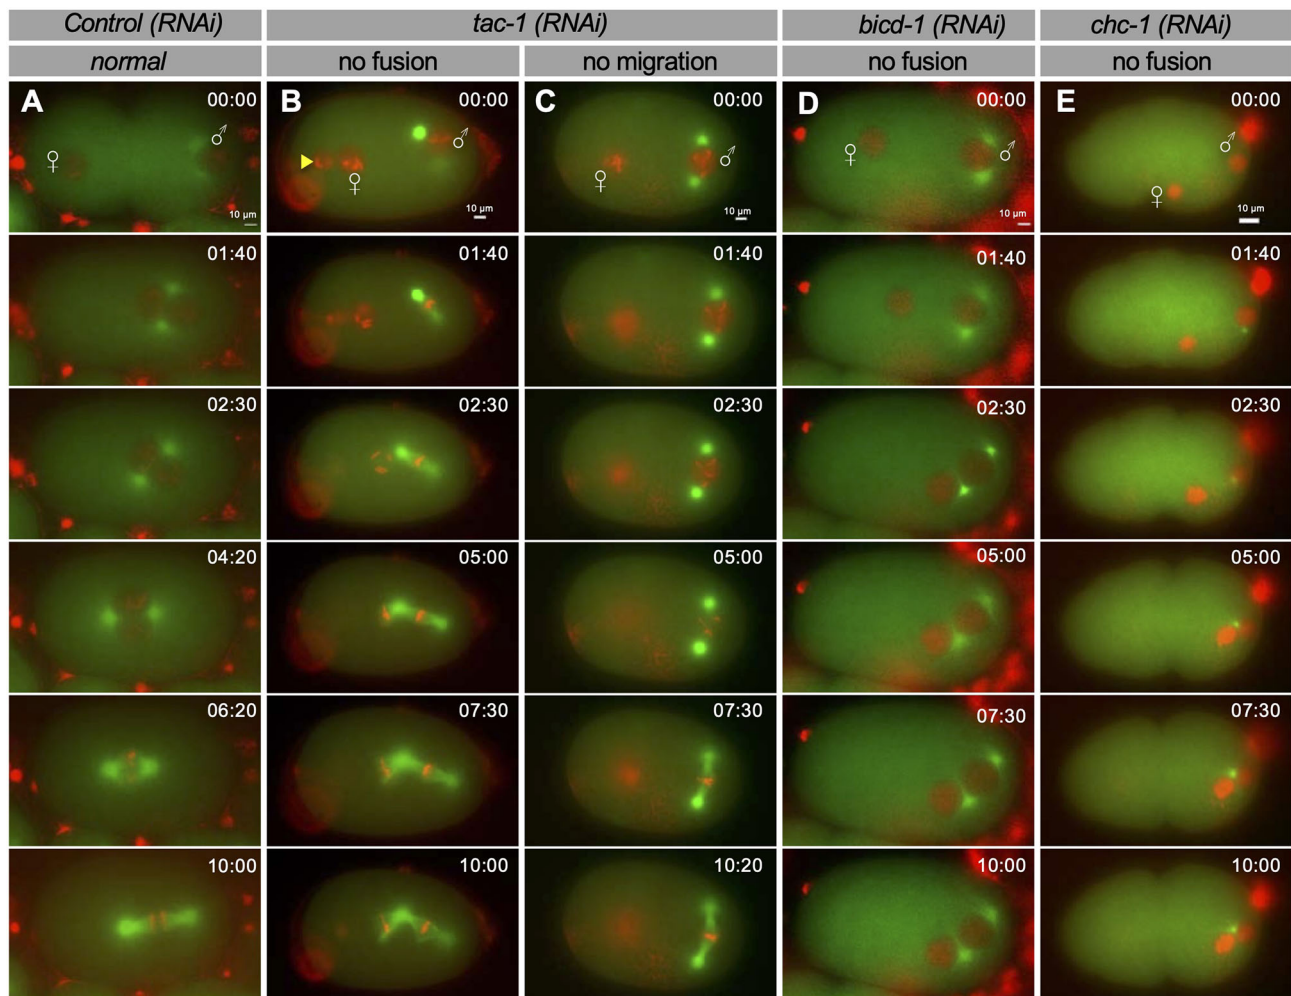 Control (RNAi) tac-1 (RNAi) bicd-1 (RNAi) chc-1 (RNAi)
normal no fusion no migration no fusion no fusion
A 00:00 B 00:00 C 00:00 D 00:00 E 00:00
♀ ♂ ♀ ♂ ♀ ♂ ♀ ♂ ♀ ♂
10 µm 10 µm 10 µm 10 µm 10 µm
01:40 01:40 01:40 01:40 01:40
02:30 02:30 02:30 02:30 02:30
04:20 05:00 05:00 05:00 05:00
06:20 07:30 07:30 07:30 07:30
10:00 10:00 10:20 10:00 10:00